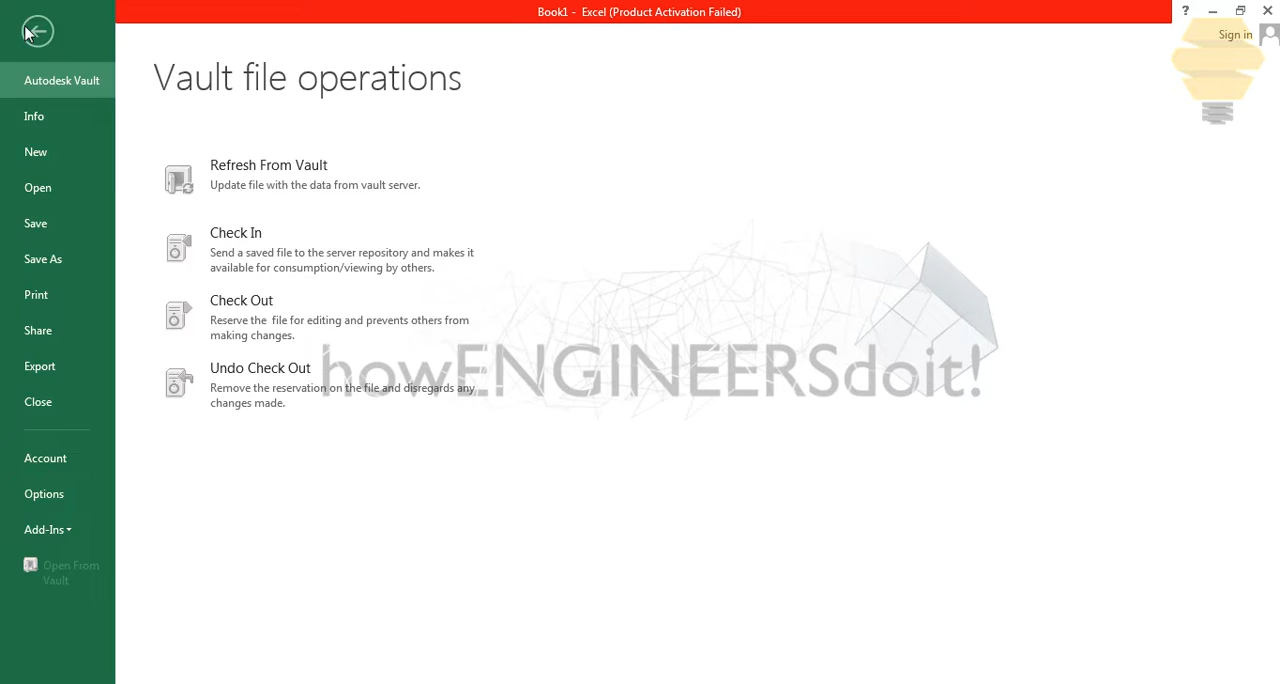 Book1 - Excel (Product Activation Failed)
?
Sign in
Autodesk Vault
Info
New
Open
Save
Save As
Print
Share
Export
Close
Account
Options
Add-Ins
Open From
Vault
Vault file operations
Refresh From Vault
Update file with the data from vault server.
Check In
Send a saved file to the server repository and makes it
available for consumption/viewing by others.
Check Out
Reserve the file for editing and prevents others from
making changes.
Undo Check Out
Remove the reservation on the file and disregards any
changes made.
howENGINEERSdoit!